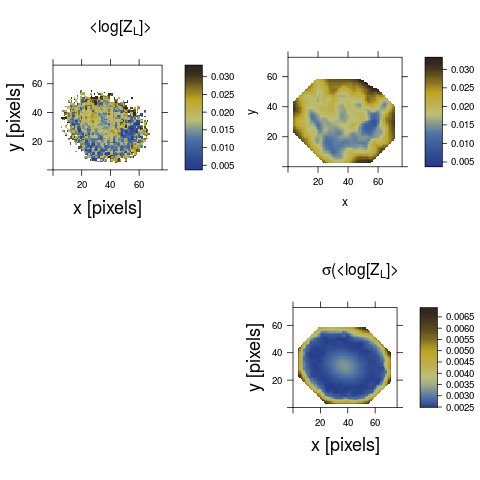 <log[Z_L]>
0.030
0.025
0.020
0.015
0.010
0.005
60
40
20
y [pixels]
20 40 60
x [pixels]
0.030
0.025
0.020
0.015
0.010
0.005
60
40
20
y
20 40 60
x
σ(<log[Z_L]>
0.0065
0.0060
0.0055
0.0050
0.0045
0.0040
0.0035
0.0030
0.0025
60
40
20
y [pixels]
20 40 60
x [pixels]